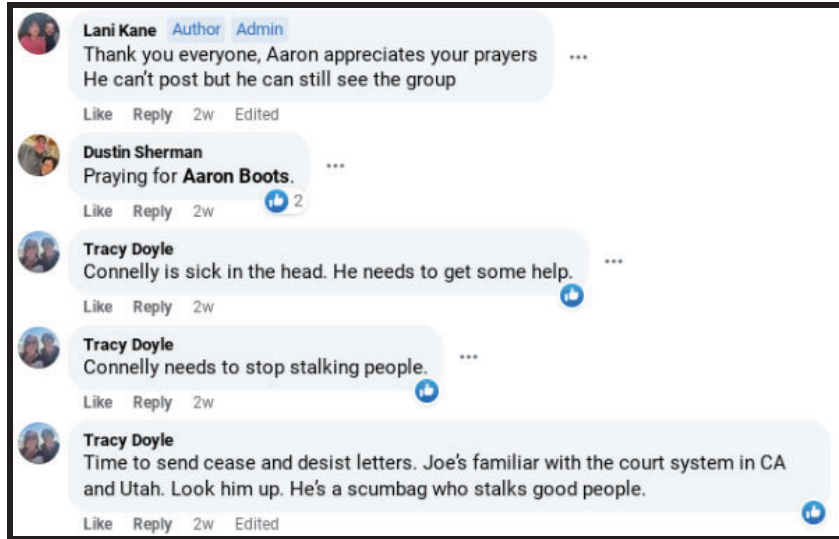 Lani Kane Author Admin
Thank you everyone, Aaron appreciates your prayers
He can't post but he can still see the group
Like Reply 2w Edited
Dustin Sherman
Praying for Aaron Boots.
2
Like Reply 2w
Tracy Doyle
Connelly is sick in the head. He needs to get some help.
Like Reply 2w
Tracy Doyle
Connelly needs to stop stalking people.
Like Reply 2w
Tracy Doyle
Time to send cease and desist letters. Joe's familiar with the court system in CA
and Utah. Look him up. He's a scumbag who stalks good people.
Like Reply 2w Edited